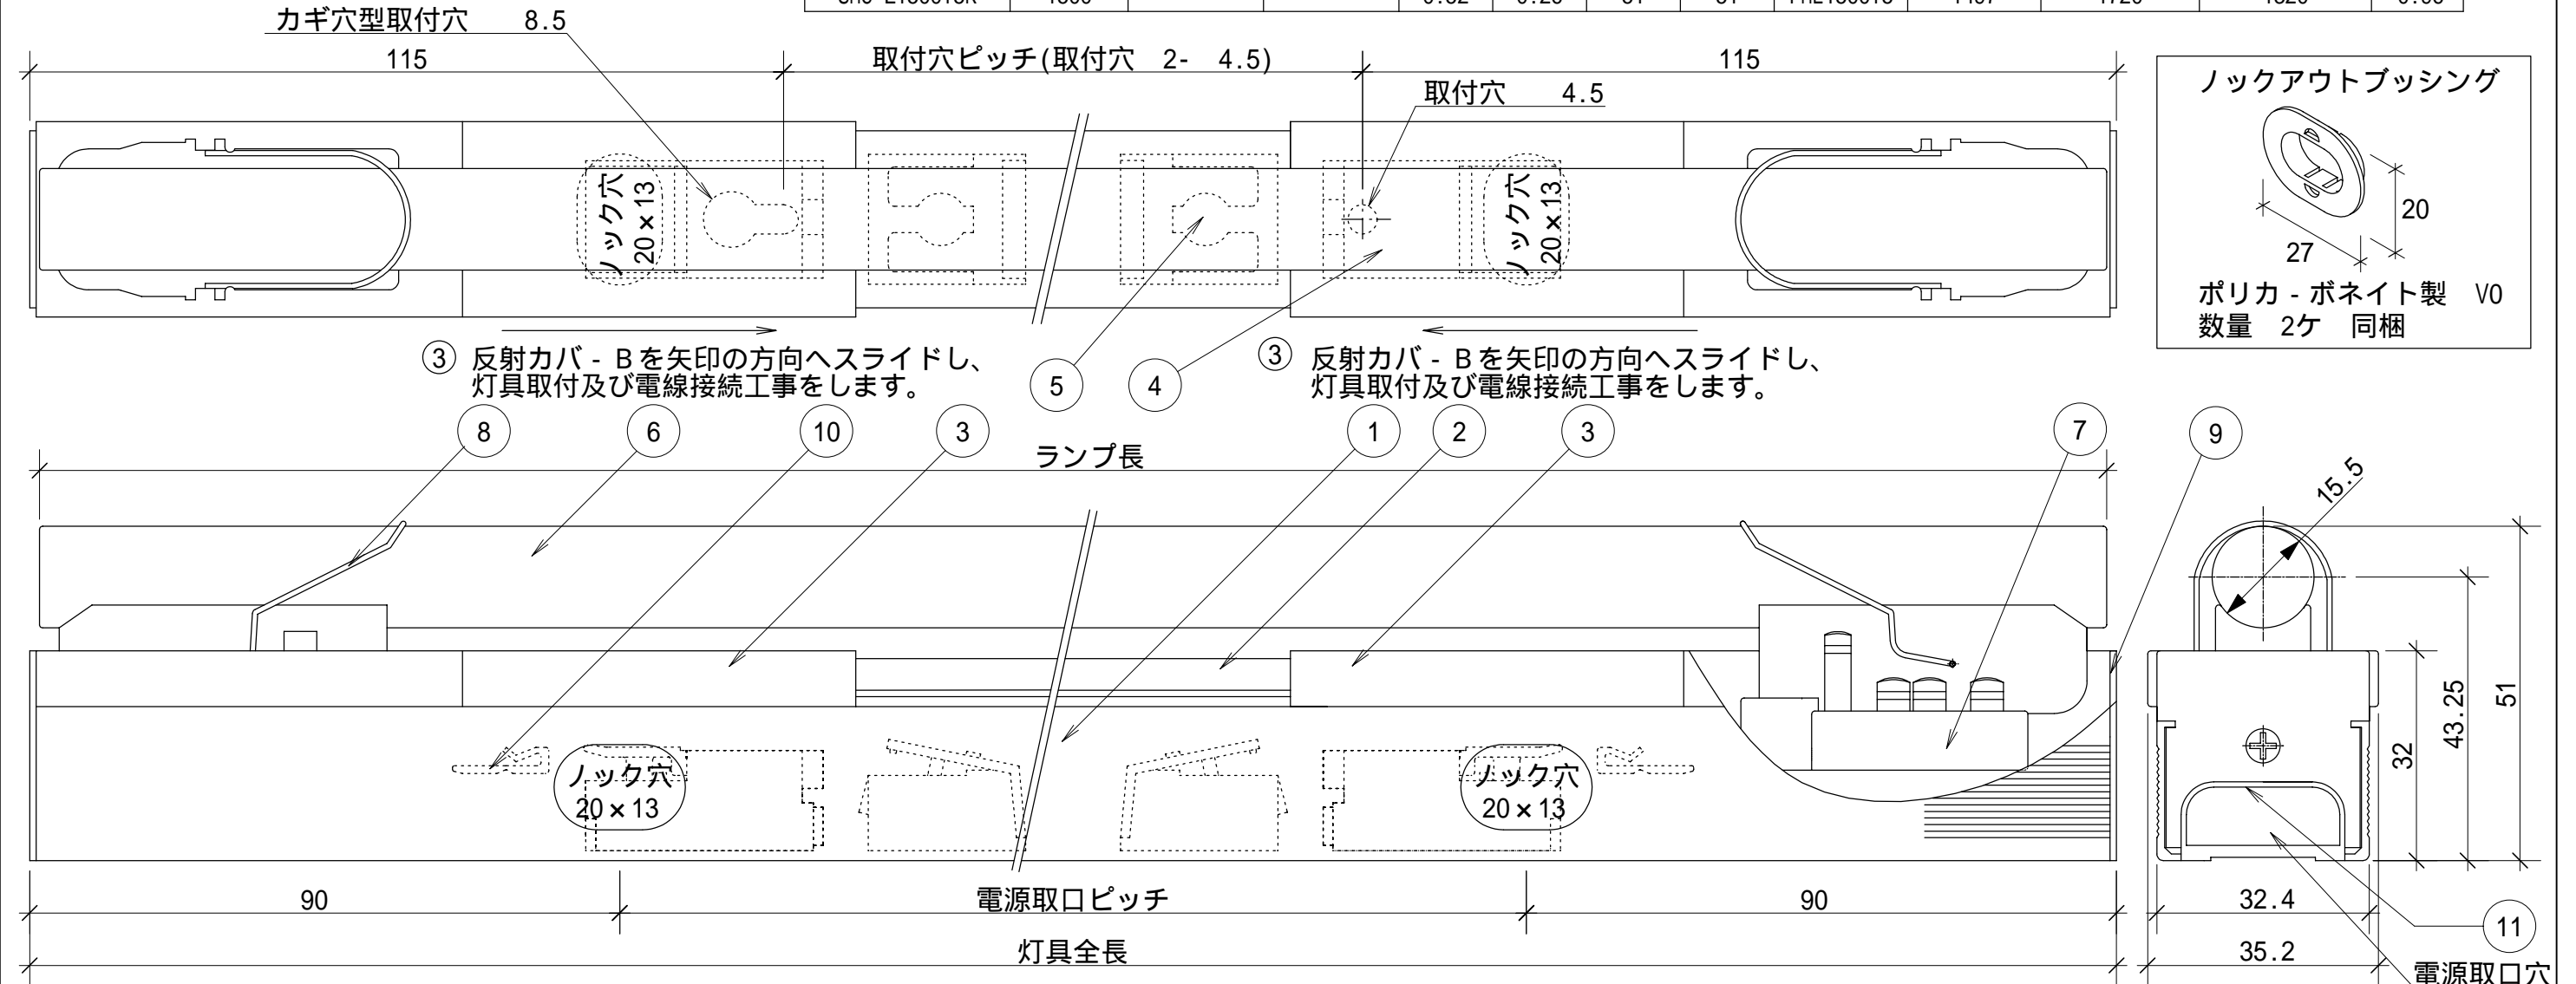 カギ穴型取付穴　8.5
115
取付穴ピッチ(取付穴　2-　4.5)
115
取付穴　4.5
ノックアウトブッシング
20
27
ポリカ‐ボネイト製　V0
数量　2ケ　同梱
ノック穴
20×13
ノック穴
20×13
③ 反射カバ‐Bを矢印の方向へスライドし、
灯具取付及び電線接続工事をします。
5
4
③ 反射カバ‐Bを矢印の方向へスライドし、
灯具取付及び電線接続工事をします。
8
6
10
3
1
2
3
7
9
ランプ長
15.5
ノック穴
20×13
ノック穴
20×13
32
43.25
51
90
電源取口ピッチ
90
32.4
11
灯具全長
35.2
電源取口穴